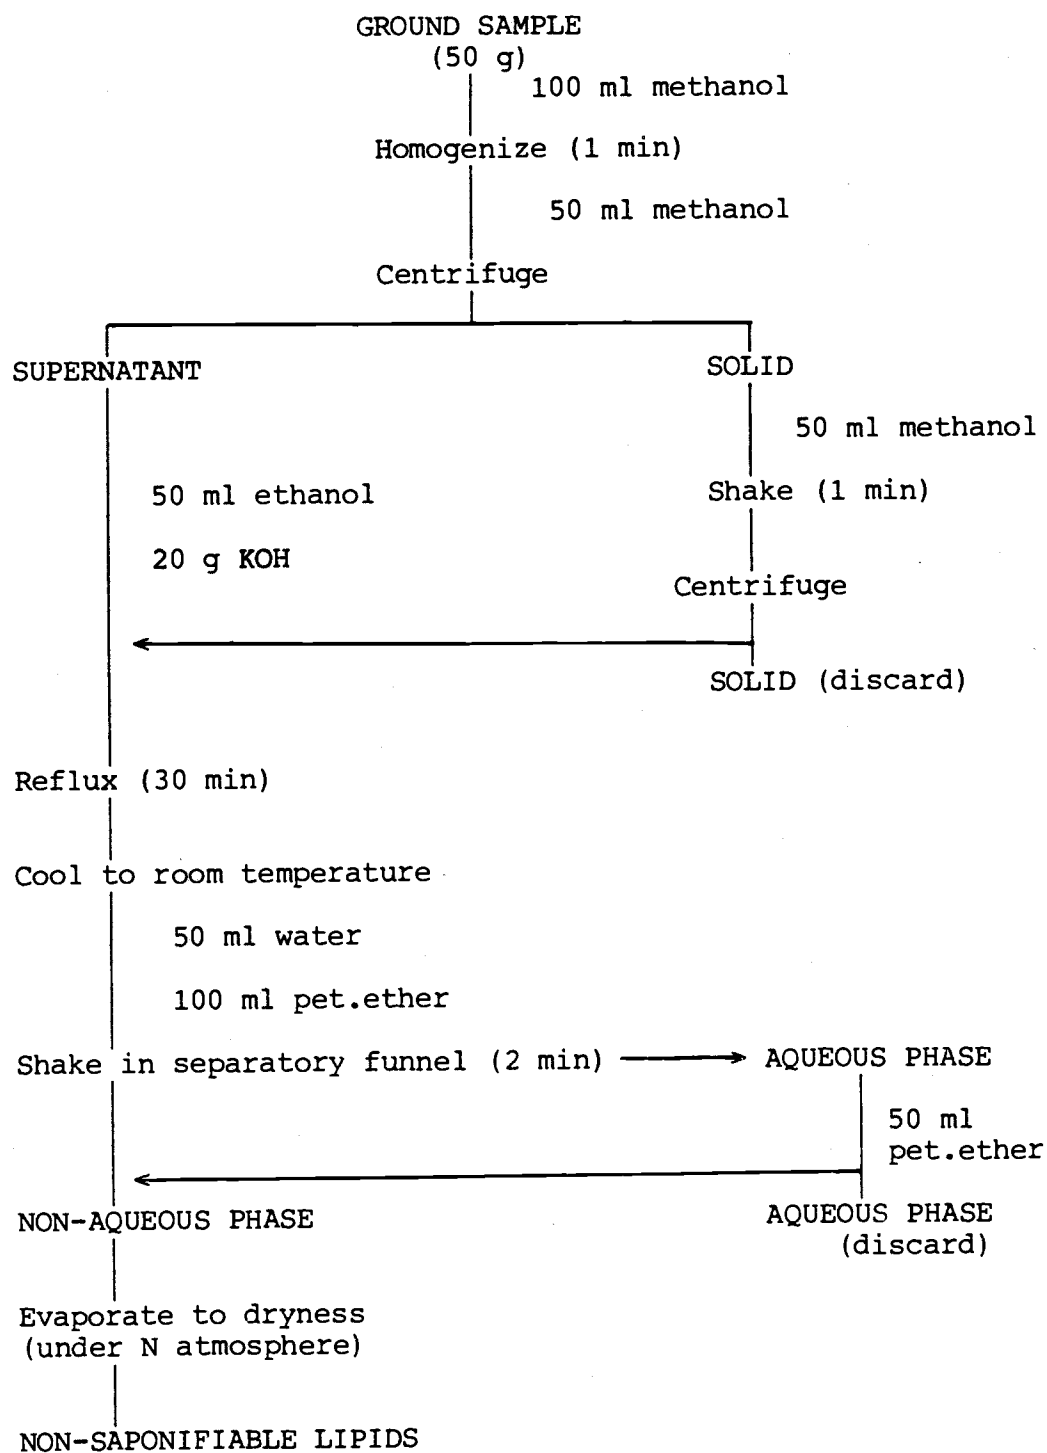 GROUND SAMPLE
(50 g)
100 ml methanol
Homogenize (1 min)
50 ml methanol
Centrifuge
SUPERNATANT
SOLID
50 ml methanol
50 ml ethanol
Shake (1 min)
20 g KOH
Centrifuge
SOLID (discard)
Reflux (30 min)
Cool to room temperature
50 ml water
100 ml pet.ether
Shake in separatory funnel (2 min)
AQUEOUS PHASE
50 ml
pet.ether
NON-AQUEOUS PHASE
AQUEOUS PHASE
(discard)
Evaporate to dryness
(under N atmosphere)
NON-SAPONIFIABLE LIPIDS